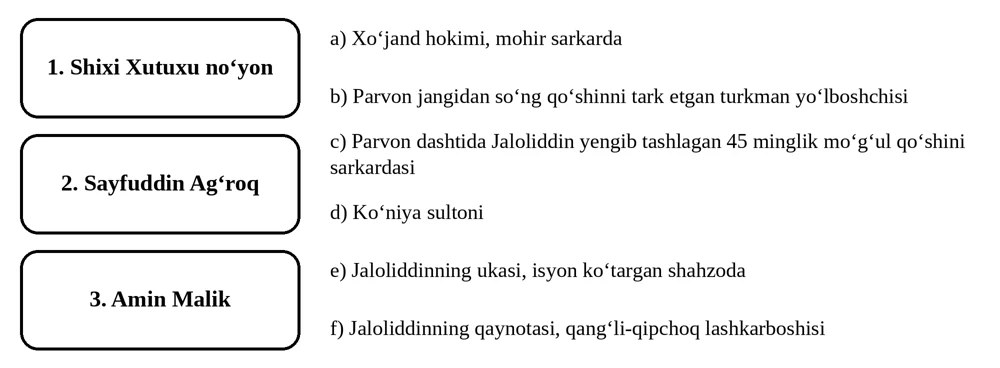 1. Shixi Xutuxu no‘yon
2. Sayfuddin Ag‘roq
3. Amin Malik
a) Xo‘jand hokimi, mohir sarkarda
b) Parvon jangidan so‘ng qo‘shinni tark etgan turkman yo‘lboshchisi
c) Parvon dashtida Jaloliddin yengib tashlagan 45 minglik mo‘g‘ul qo‘shini
sarkardasi
d) Ko‘niya sultoni
e) Jaloliddinning ukasi, isyon ko‘targan shahzoda
f) Jaloliddinning qaynotasi, qang‘li-qipchoq lashkarboshisi